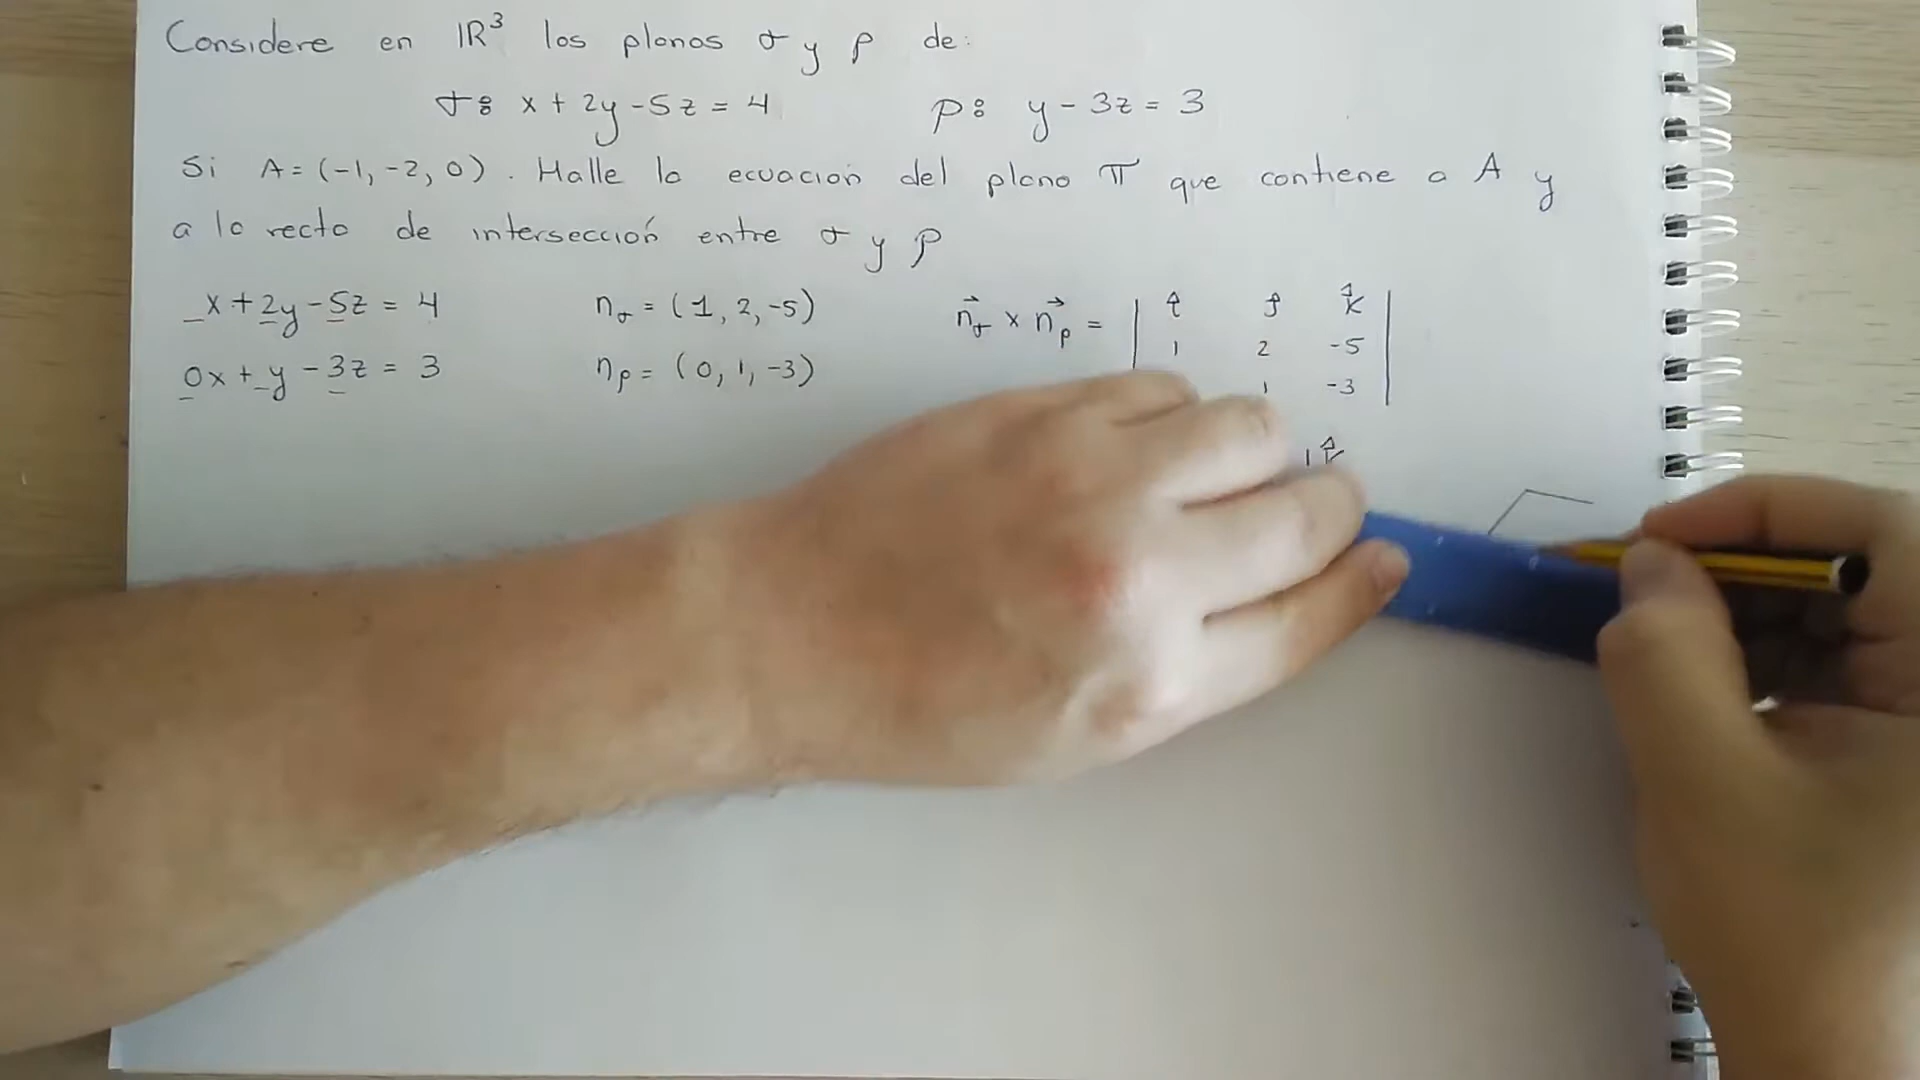 Considere en IR³ los planos σ y ρ de:
σ: x + 2y - 5z = 4 ρ: y - 3z = 3
Si A = (-1, -2, 0). Halle la ecuación del plano π que contiene a A y
a la recta de intersección entre σ y ρ
x + 2y - 5z = 4 nσ = (1, 2, -5) n⃗σ x n⃗ρ = | î ĵ k̂ |
0x + y - 3z = 3 nρ = (0, 1, -3) 1 2 -5
1 -3